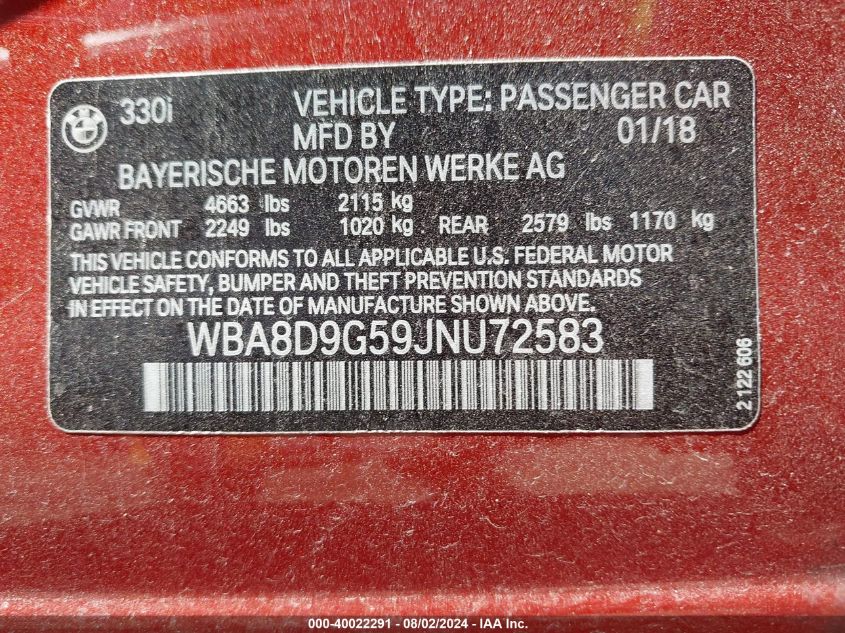 330i VEHICLE TYPE: PASSENGER CAR
MFD BY 01/18
BAYERISCHE MOTOREN WERKE AG
GVWR 4663 lbs 2115 kg
GAWR FRONT 2249 lbs 1020 kg REAR 2579 lbs 1170 kg
THIS VEHICLE CONFORMS TO ALL APPLICABLE U.S. FEDERAL MOTOR
VEHICLE SAFETY, BUMPER AND THEFT PREVENTION STANDARDS
IN EFFECT ON THE DATE OF MANUFACTURE SHOWN ABOVE.
WBA8D9G59JNU72583
2 122 606
000-40022291 - 08/02/2024 - IAA Inc.